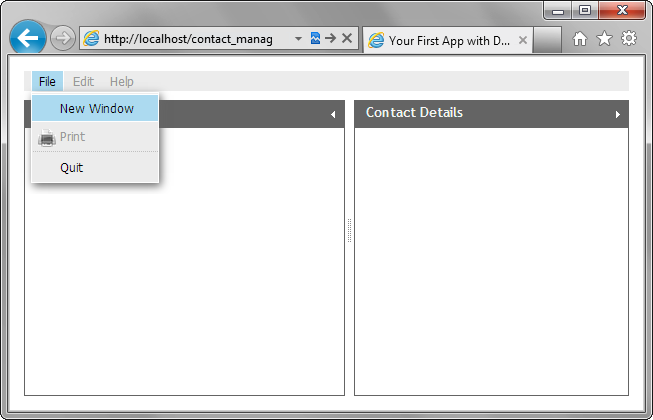 http://localhost/contact_manag
Your First App with D...
File Edit Help
New Window
Print
Quit
Contact Details